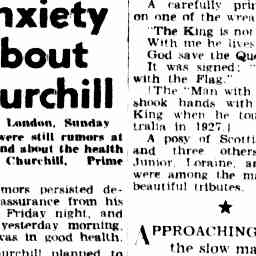 nxiety
bout
urchill
London, Sunday
were still rumors at
nd about the health
Churchill, Prime
mors persisted de-
assurance from his
Friday night, and
yesterday morning,
was in good health.
urchill planned to
A carefully prin
on one of the wrea
"The King is not
With me he lives
God save the Que
It was signed: "
with the Flag."
[The "Man with
shook hands with
King when he tou
tralia in 1927.]
A posy of Scotti
and three others
Junior, Loraine, an
were among the ma
beautiful tributes.
★
APPROACHING
the slow ma